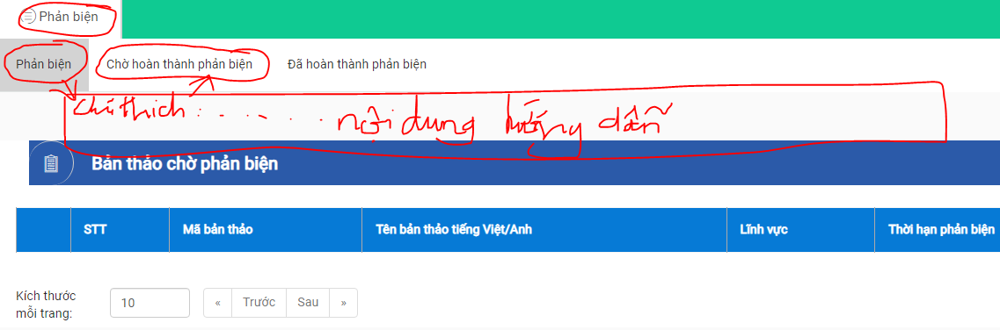 Phản biện
Phản biện Chờ hoàn thành phản biện Đã hoàn thành phản biện
chú thích : . . . . . . nội dung hướng dẫn
Bản thảo chờ phản biện
STT Mã bản thảo Tên bản thảo tiếng Việt/Anh Lĩnh vực Thời hạn phản biện
Kích thước
mỗi trang: 10 « Trước Sau »